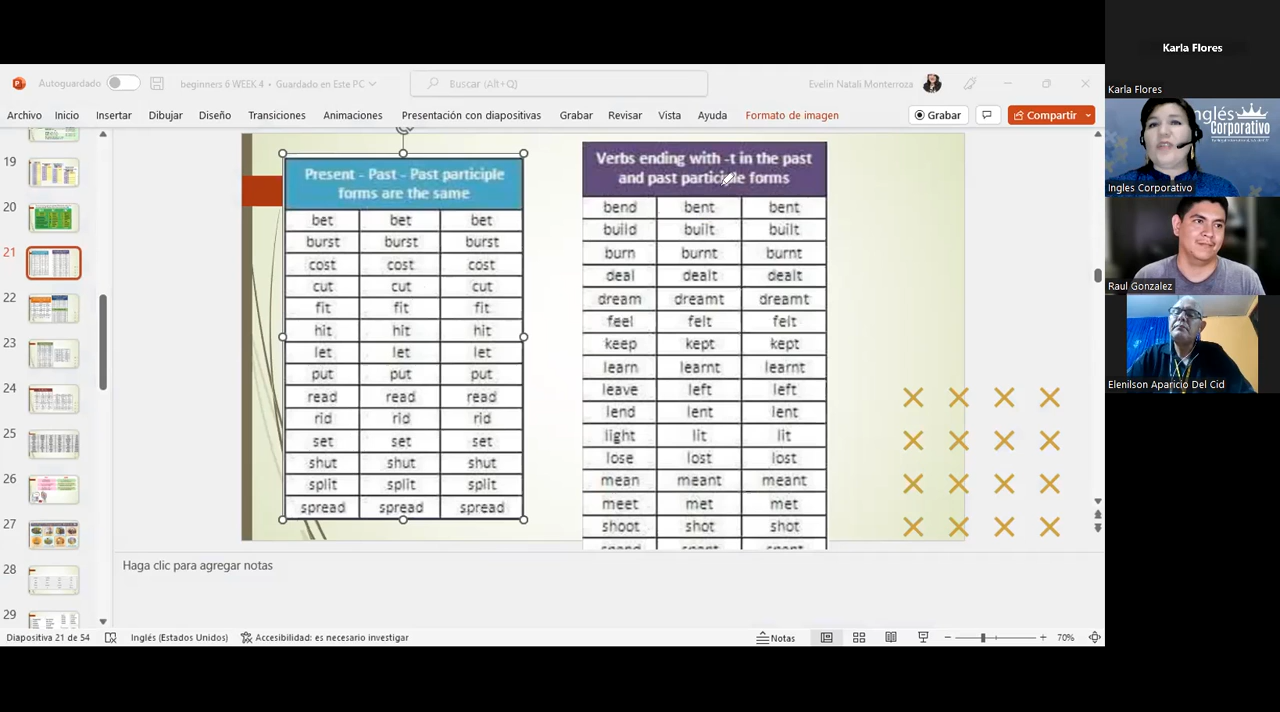 Autoguardado
beginners 6 WEEK 4 • Guardado en Este PC
Buscar (Alt+Q)
Evelin Natali Monterroza
Archivo Inicio Insertar Dibujar Diseño Transiciones Animaciones Presentación con diapositivas Grabar Revisar Vista Ayuda Formato de imagen
Grabar
Compartir
19
20
21
22
23
24
25
26
27
28
29
Present - Past - Past participle
forms are the same
bet bet bet
burst burst burst
cost cost cost
cut cut cut
fit fit fit
hit hit hit
let let let
put put put
read read read
rid rid rid
set set set
shut shut shut
split split split
spread spread spread
Verbs ending with -t in the past
and past participle forms
bend bent bent
build built built
burn burnt burnt
deal dealt dealt
dream dreamt dreamt
feel felt felt
keep kept kept
learn learnt learnt
leave left left
lend lent lent
light lit lit
lose lost lost
mean meant meant
meet met met
shoot shot shot
Haga clic para agregar notas
Diapositiva 21 de 54
Inglés (Estados Unidos)
Accesibilidad: es necesario investigar
Notas
70%
Karla Flores
Karla Flores
Inglés
Corporativo
Ingles Corporativo
Raul Gonzalez
Elenilson Aparicio Del Cid